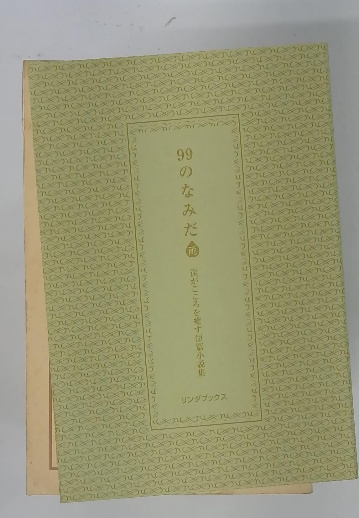 99のなみだ
涙がこころを癒す短篇小説集
リンダブックス